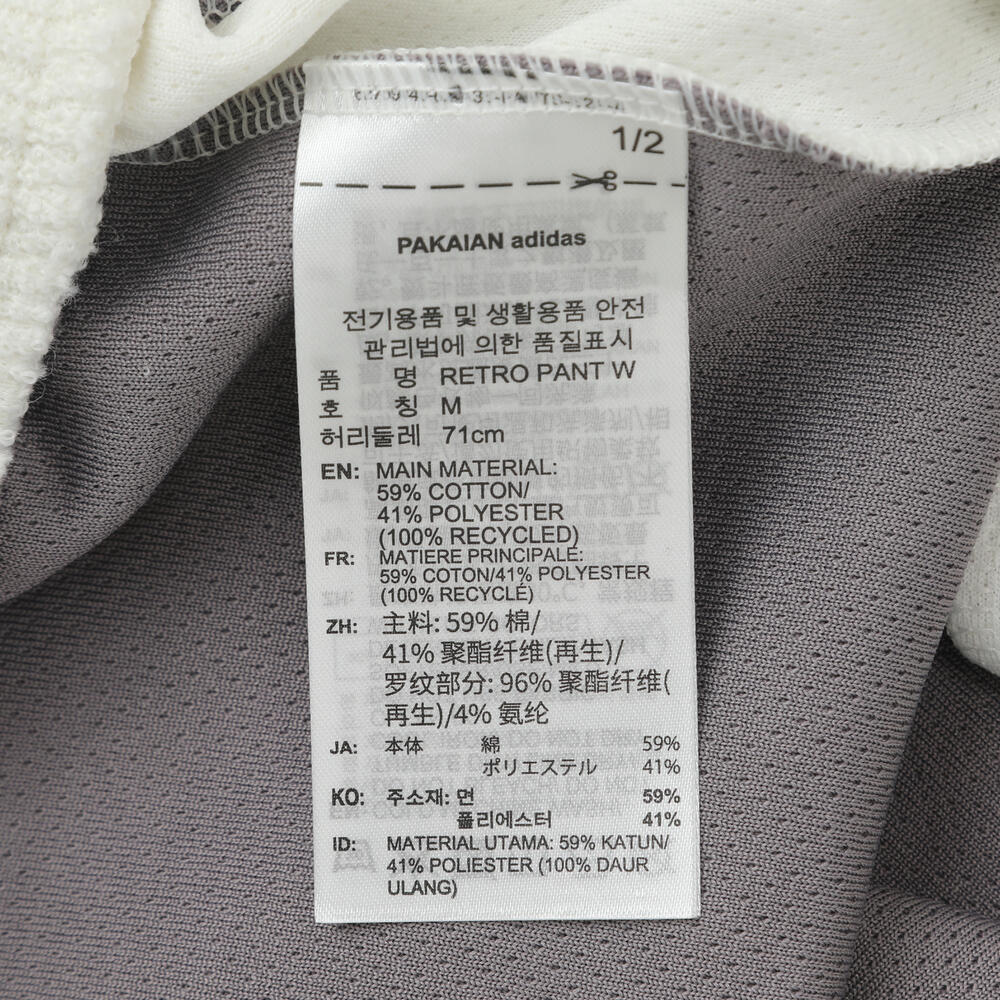 1/2
PAKAIAN adidas
전기용품 및 생활용품 안전
관리법에 의한 품질표시
품 명 RETRO PANT W
호 칭 M
허리둘레 71cm
EN: MAIN MATERIAL:
59% COTTON/
41% POLYESTER
(100% RECYCLED)
FR: MATIERE PRINCIPALE:
59% COTON/41% POLYESTER
(100% RECYCLÉ)
ZH: 主料: 59% 棉/
41% 聚酯纤维(再生)/
罗纹部分: 96% 聚酯纤维(
再生)/4% 氨纶
JA: 本体 綿 59%
ポリエステル 41%
KO: 주소재: 면 59%
폴리에스터 41%
ID: MATERIAL UTAMA: 59% KATUN/
41% POLIESTER (100% DAUR
ULANG)